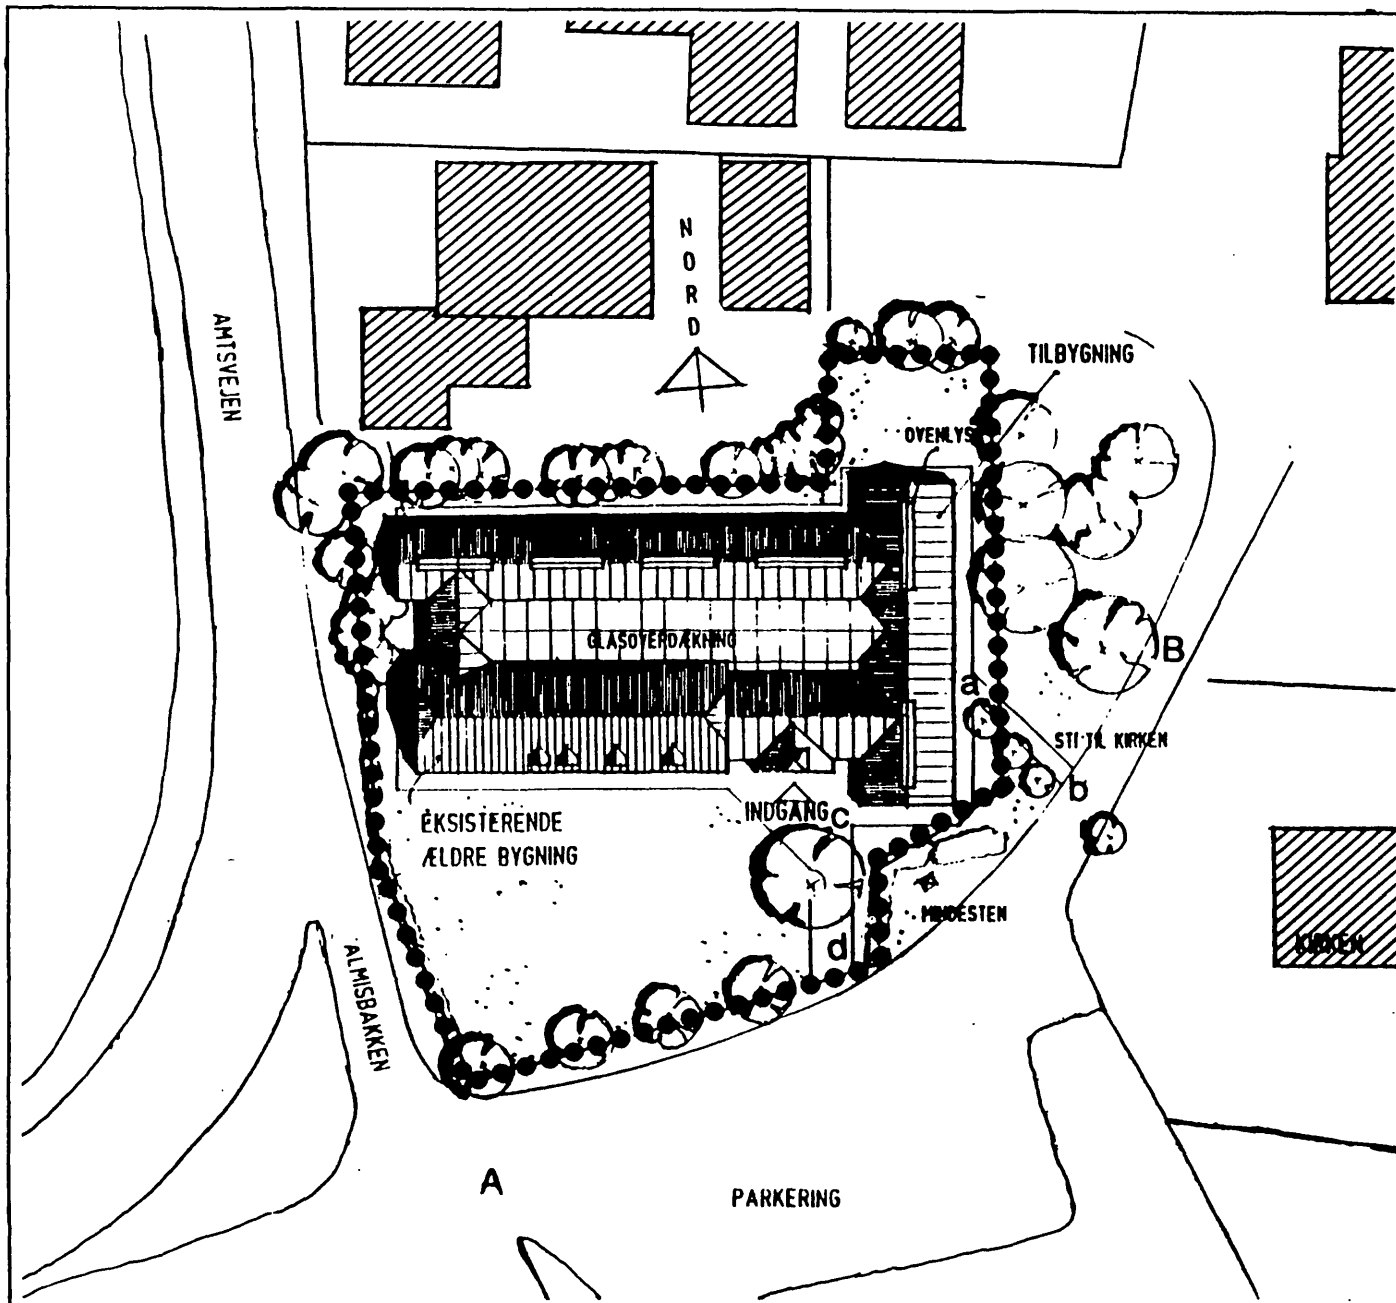 NORD
AMTSVEJEN
TILBYGNING
OVENLYS
GLASOVERDÆKNING
B
a
STI TIL KIRKEN
b
INDGANG
c
EKSISTERENDE
ÆLDRE BYGNING
MINDESTEN
d
KIRKEN
ALMISBAKKEN
A
PARKERING